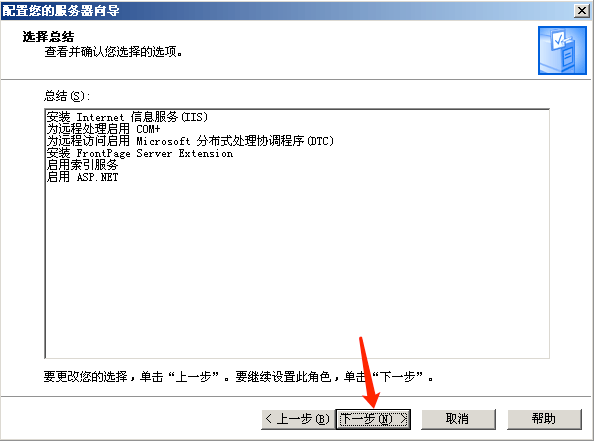 配置您的服务器向导
选择总结
查看并确认您选择的选项。
总结(S):
安装 Internet 信息服务(IIS)
为远程处理启用 COM+
为远程访问启用 Microsoft 分布式处理协调程序(DTC)
安装 FrontPage Server Extension
启用索引服务
启用 ASP.NET
要更改您的选择,单击“上一步”。要继续设置此角色,单击“下一步”。
< 上一步(B) 下一步(N) > 取消 帮助